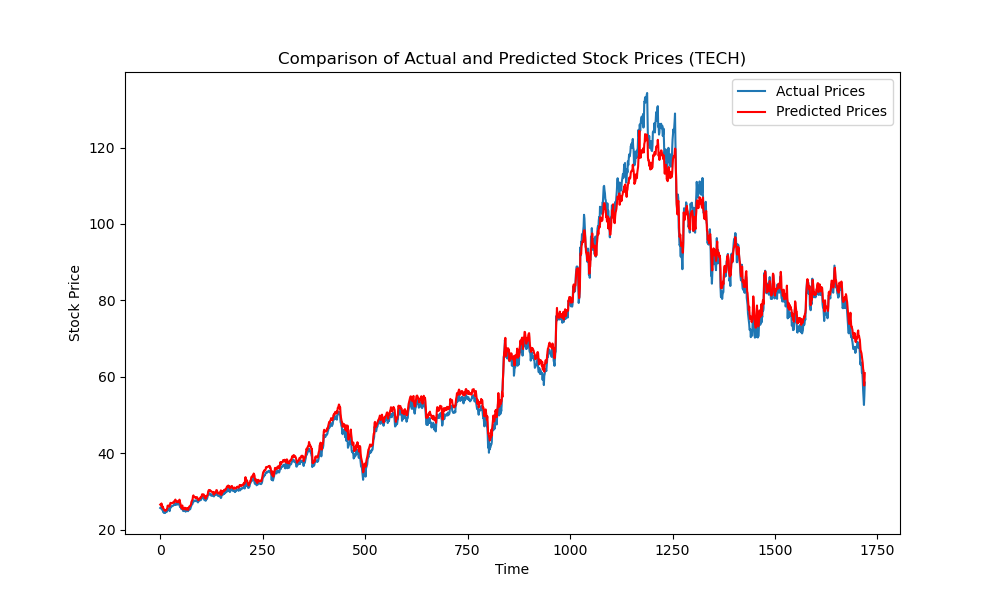 Comparison of Actual and Predicted Stock Prices (TECH)
Actual Prices
Predicted Prices
Stock Price
120
100
80
60
40
20
0
250
500
750
1000
1250
1500
1750
Time